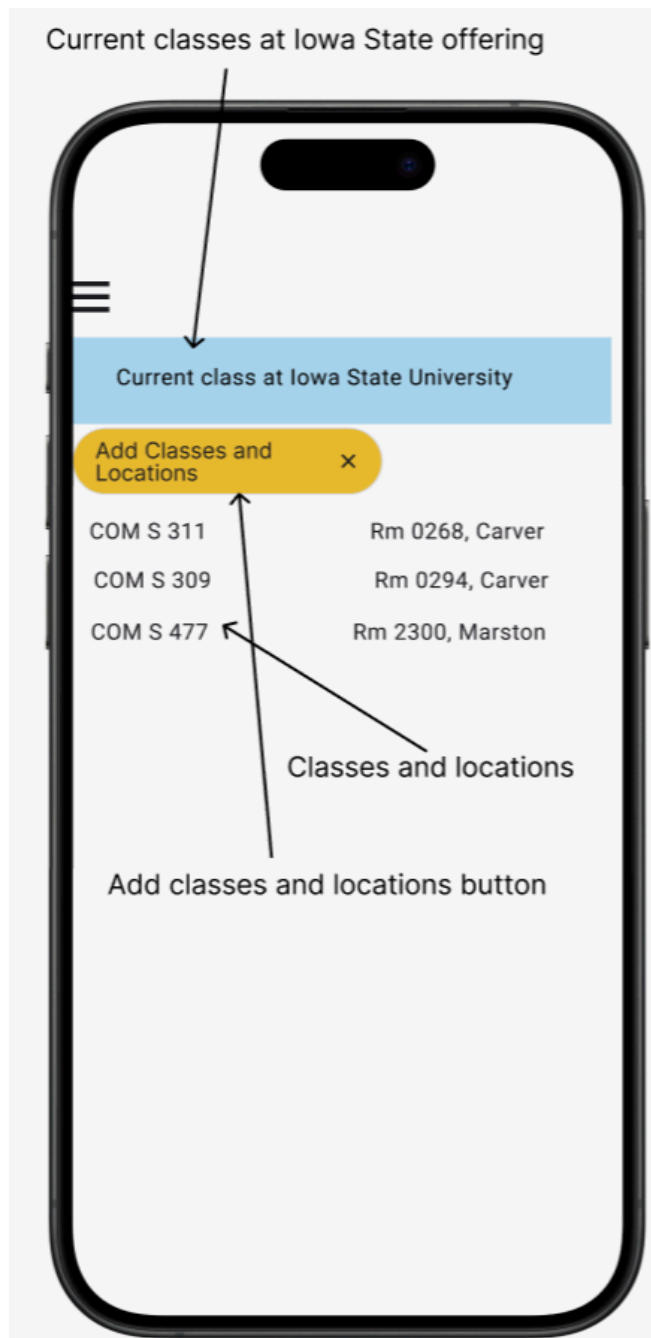 Current classes at Iowa State offering
Current class at Iowa State University
Add Classes and
Locations ×
COM S 311 Rm 0268, Carver
COM S 309 Rm 0294, Carver
COM S 477 Rm 2300, Marston
Classes and locations
Add classes and locations button